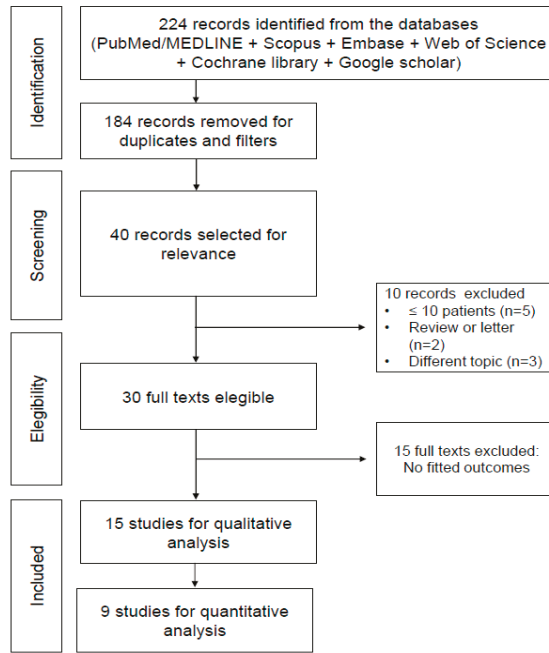 Identification
224 records identified from the databases
(PubMed/MEDLINE + Scopus + Embase + Web of Science
+ Cochrane library + Google scholar)
184 records removed for
duplicates and filters
Screening
40 records selected for
relevance
10 records excluded
• ≤ 10 patients (n=5)
• Review or letter
(n=2)
• Different topic (n=3)
Elegibility
30 full texts elegible
15 full texts excluded:
No fitted outcomes
Included
15 studies for qualitative
analysis
9 studies for quantitative
analysis